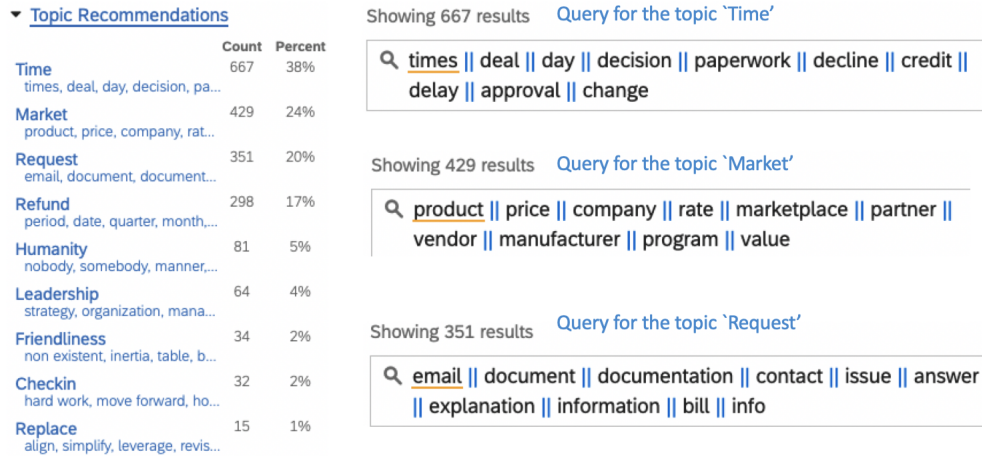 Topic Recommendations
Count Percent
Time 667 38%
times, deal, day, decision, pa...
Market 429 24%
product, price, company, rat...
Request 351 20%
email, document, document...
Refund 298 17%
period, date, quarter, month,...
Humanity 81 5%
nobody, somebody, manner,...
Leadership 64 4%
strategy, organization, mana...
Friendliness 34 2%
non existent, inertia, table, b...
Checkin 32 2%
hard work, move forward, ho...
Replace 15 1%
align, simplify, leverage, revis...
Showing 667 results Query for the topic `Time’
times || deal || day || decision || paperwork || decline || credit ||
delay || approval || change
Showing 429 results Query for the topic `Market’
product || price || company || rate || marketplace || partner ||
vendor || manufacturer || program || value
Showing 351 results Query for the topic `Request’
email || document || documentation || contact || issue || answer
|| explanation || information || bill || info